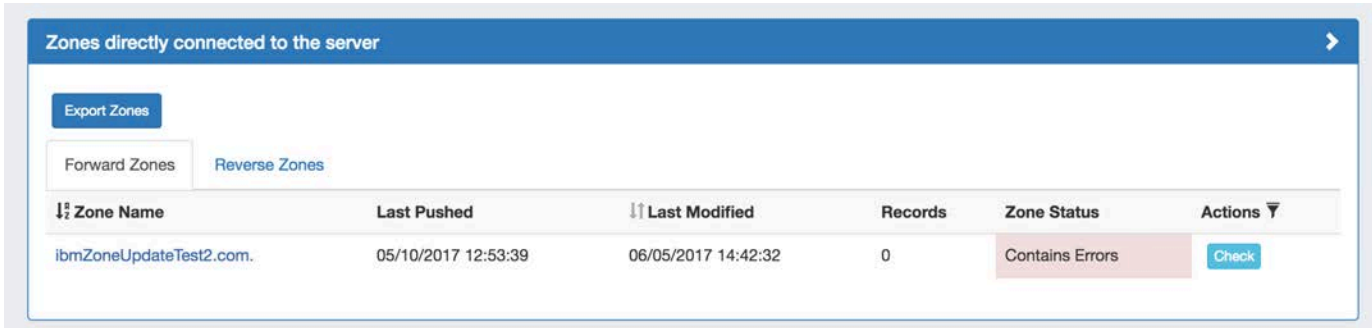 Zones directly connected to the server
Export Zones
Forward Zones Reverse Zones
Zone Name Last Pushed Last Modified Records Zone Status Actions
ibmZoneUpdateTest2.com. 05/10/2017 12:53:39 06/05/2017 14:42:32 0 Contains Errors Check